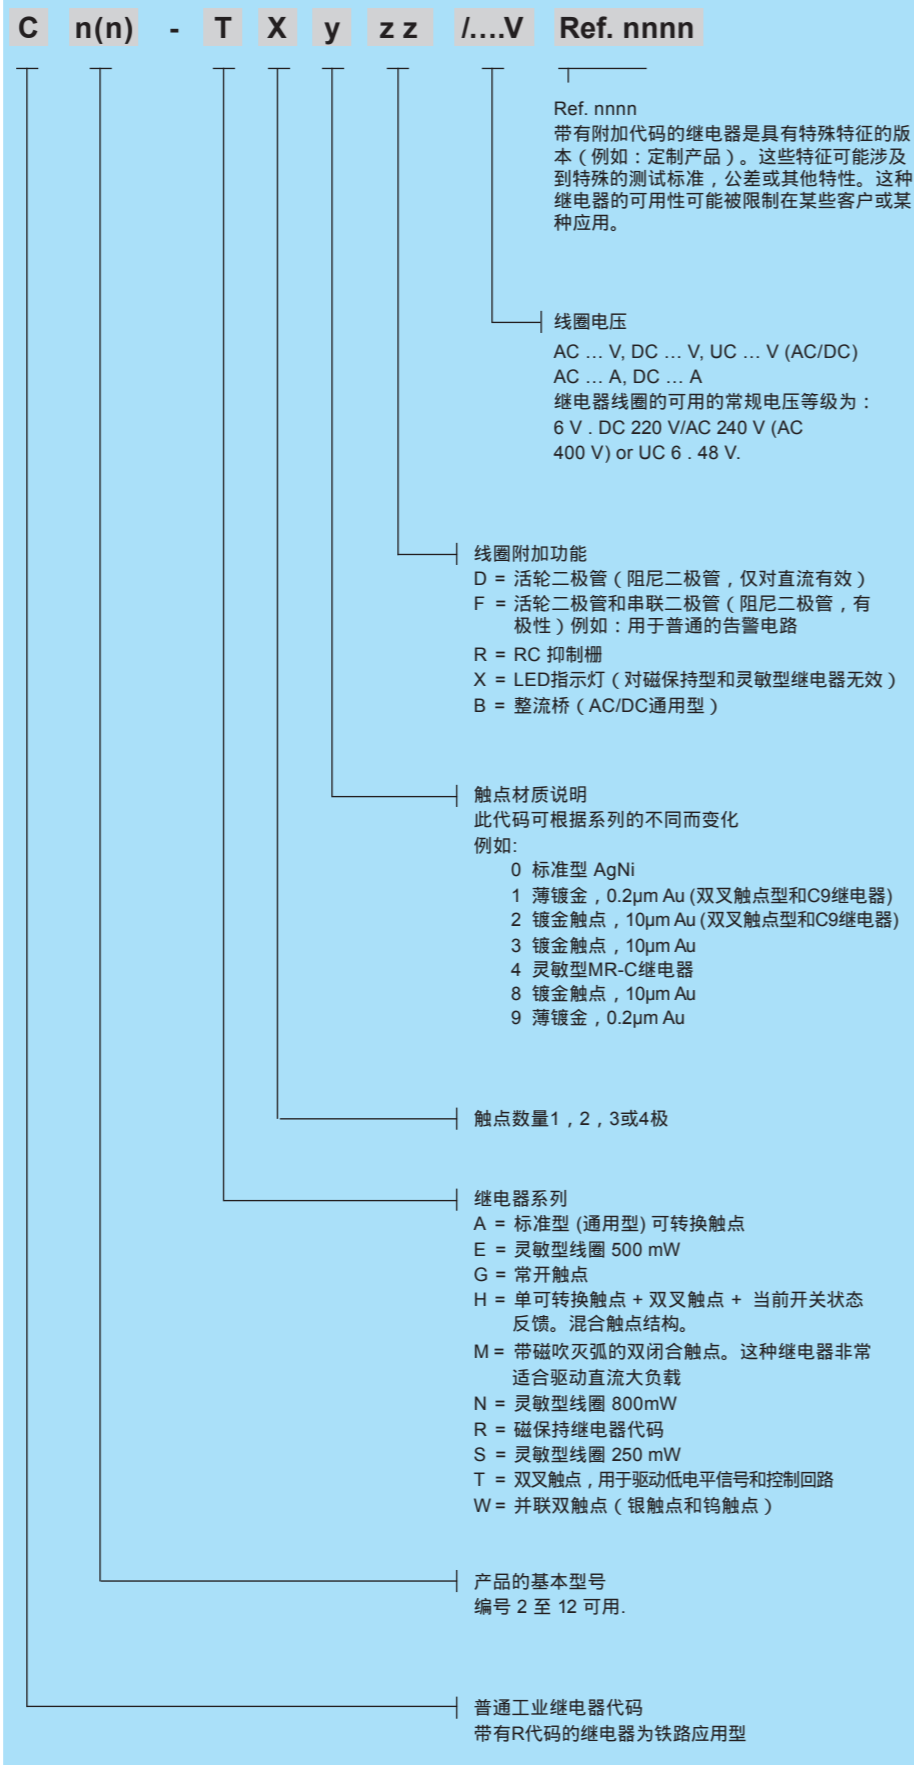 C n(n) - T X y z z /....V Ref. nnnn
Ref. nnnn
带有附加代码的继电器是具有特殊特征的版
本（例如：定制产品）。这些特征可能涉及
到特殊的测试标准，公差或其他特性。这种
继电器的可用性可能被限制在某些客户或某
种应用。
线圈电压
AC … V, DC … V, UC … V (AC/DC)
AC … A, DC … A
继电器线圈的可用的常规电压等级为：
6 V . DC 220 V/AC 240 V (AC
400 V) or UC 6 . 48 V.
线圈附加功能
D = 活轮二极管（阻尼二极管，仅对直流有效）
F = 活轮二极管和串联二极管（阻尼二极管，有
极性）例如：用于普通的告警电路
R = RC 抑制栅
X = LED指示灯（对磁保持型和灵敏型继电器无效）
B = 整流桥（AC/DC通用型）
触点材质说明
此代码可根据系列的不同而变化
例如:
0 标准型 AgNi
1 薄镀金，0.2µm Au (双叉触点型和C9继电器)
2 镀金触点，10µm Au (双叉触点型和C9继电器)
3 镀金触点，10µm Au
4 灵敏型MR-C继电器
8 镀金触点，10µm Au
9 薄镀金，0.2µm Au
触点数量1，2，3或4极
继电器系列
A = 标准型 (通用型) 可转换触点
E = 灵敏型线圈 500 mW
G = 常开触点
H = 单可转换触点 + 双叉触点 + 当前开关状态
反馈。混合触点结构。
M = 带磁吹灭弧的双闭合触点。这种继电器非常
适合驱动直流大负载
N = 灵敏型线圈 800mW
R = 磁保持继电器代码
S = 灵敏型线圈 250 mW
T = 双叉触点，用于驱动低电平信号和控制回路
W = 并联双触点（银触点和钨触点）
产品的基本型号
编号 2 至 12 可用.
普通工业继电器代码
带有R代码的继电器为铁路应用型